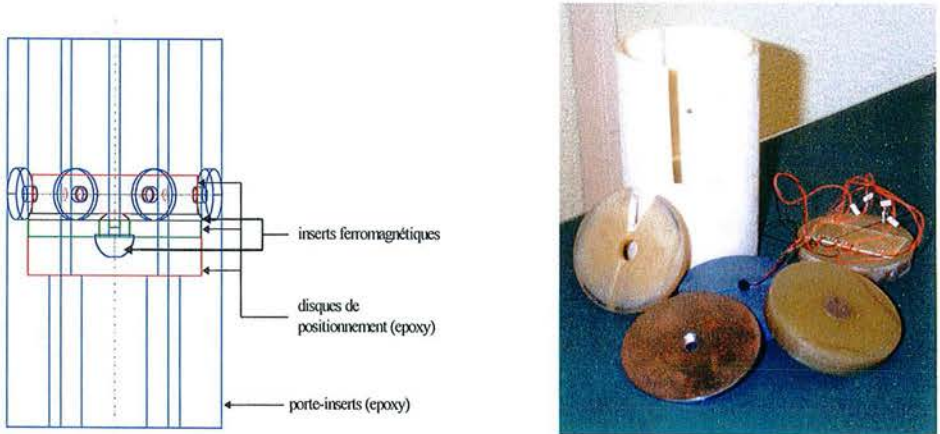 inserts ferromagnétiques
disques de
positionnement (epoxy)
porte-inserts (epoxy)